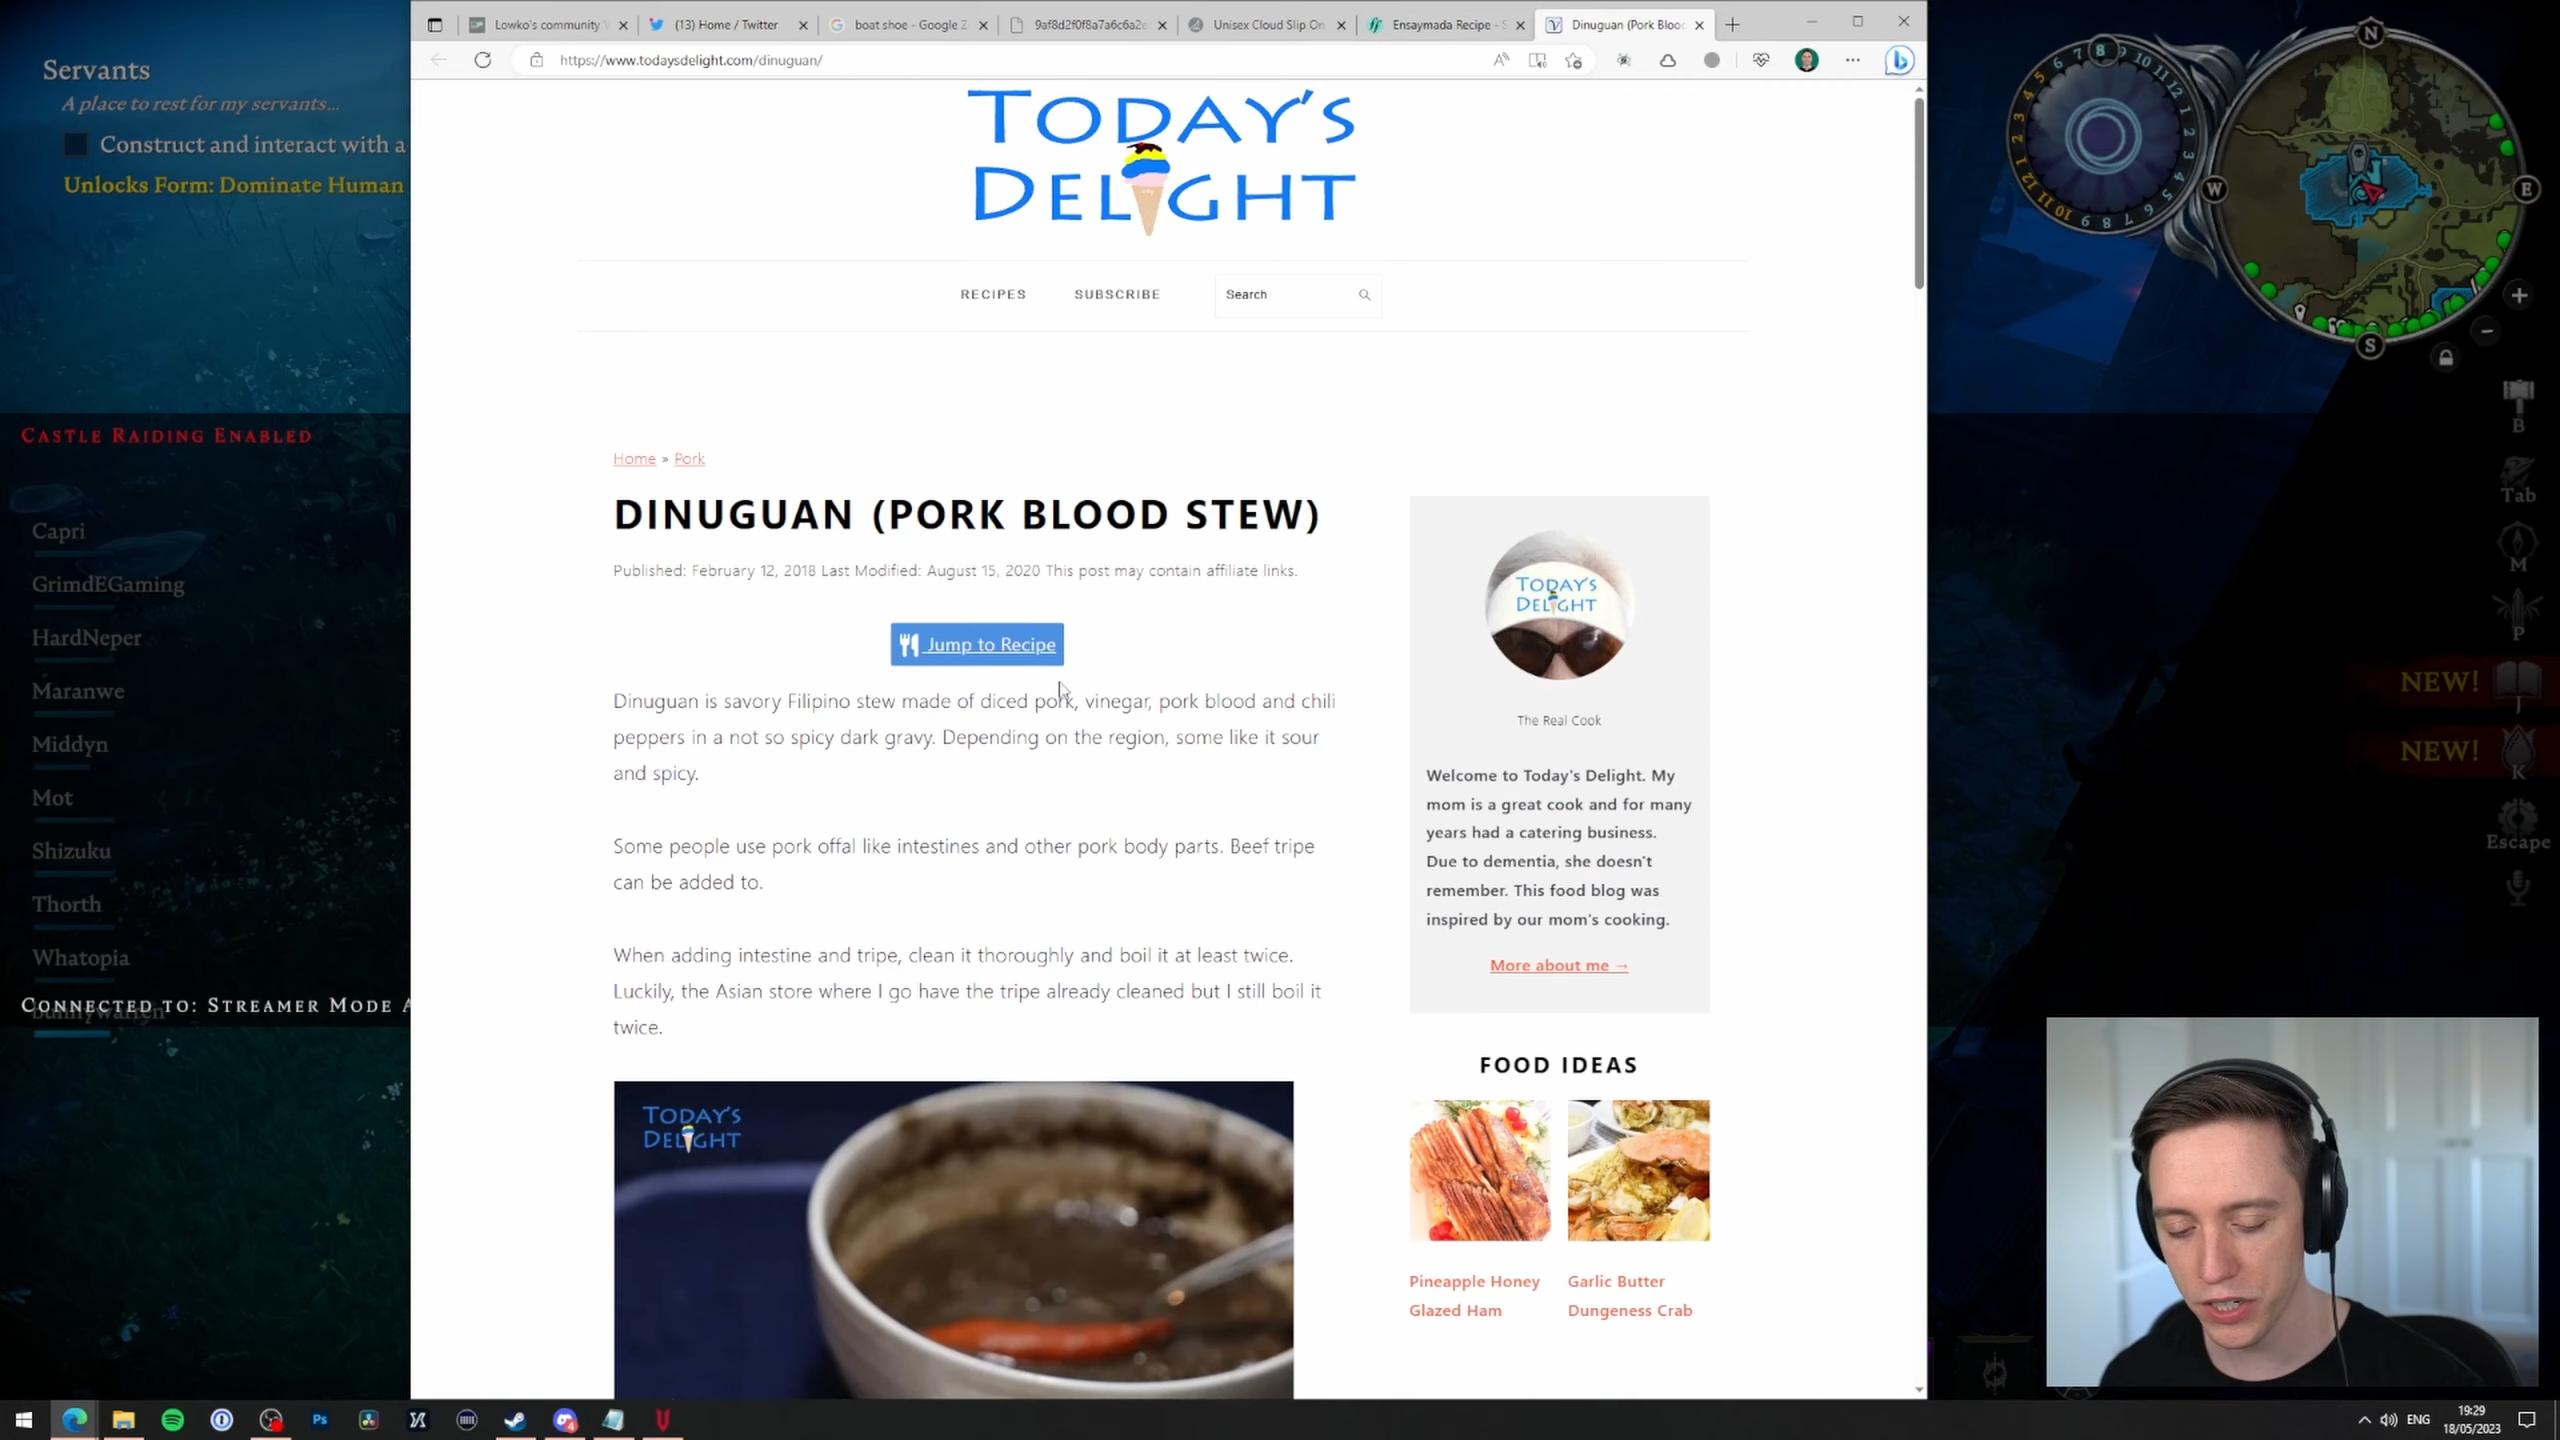 Servants
A place to rest for my servants...
Construct and interact with a
Unlocks Form: Dominate Human
CASTLE RAIDING ENABLED
Capri
GrimdEGaming
HardNeper
Maranwe
Middyn
Mot
Shizuku
Thorth
Whatopia
bunnywarren
CONNECTED TO: STREAMER MODE A
Lowko's community
(13) Home / Twitter
boat shoe - Google Z
9af8d2f0f8a7a6c6a2e
Unisex Cloud Slip On
Ensaymada Recipe - S
Dinuguan (Pork Bloo
https://www.todaysdelight.com/dinuguan/
TODAY'S
DELIGHT
RECIPES
SUBSCRIBE
Search
Home » Pork
DINUGUAN (PORK BLOOD STEW)
Published: February 12, 2018 Last Modified: August 15, 2020 This post may contain affiliate links.
Jump to Recipe
Dinuguan is savory Filipino stew made of diced pork, vinegar, pork blood and chili
peppers in a not so spicy dark gravy. Depending on the region, some like it sour
and spicy.
Some people use pork offal like intestines and other pork body parts. Beef tripe
can be added to.
When adding intestine and tripe, clean it thoroughly and boil it at least twice.
Luckily, the Asian store where I go have the tripe already cleaned but I still boil it
twice.
TODAY'S
DELIGHT
TODAY'S
DELIGHT
The Real Cook
Welcome to Today's Delight. My
mom is a great cook and for many
years had a catering business.
Due to dementia, she doesn't
remember. This food blog was
inspired by our mom's cooking.
More about me →
FOOD IDEAS
Pineapple Honey
Glazed Ham
Garlic Butter
Dungeness Crab
N
W
E
S
7 8 9 10 11 12
B
Tab
M
P
NEW!
J
NEW!
K
Escape
Ps
4
ENG
19:29
18/05/2023